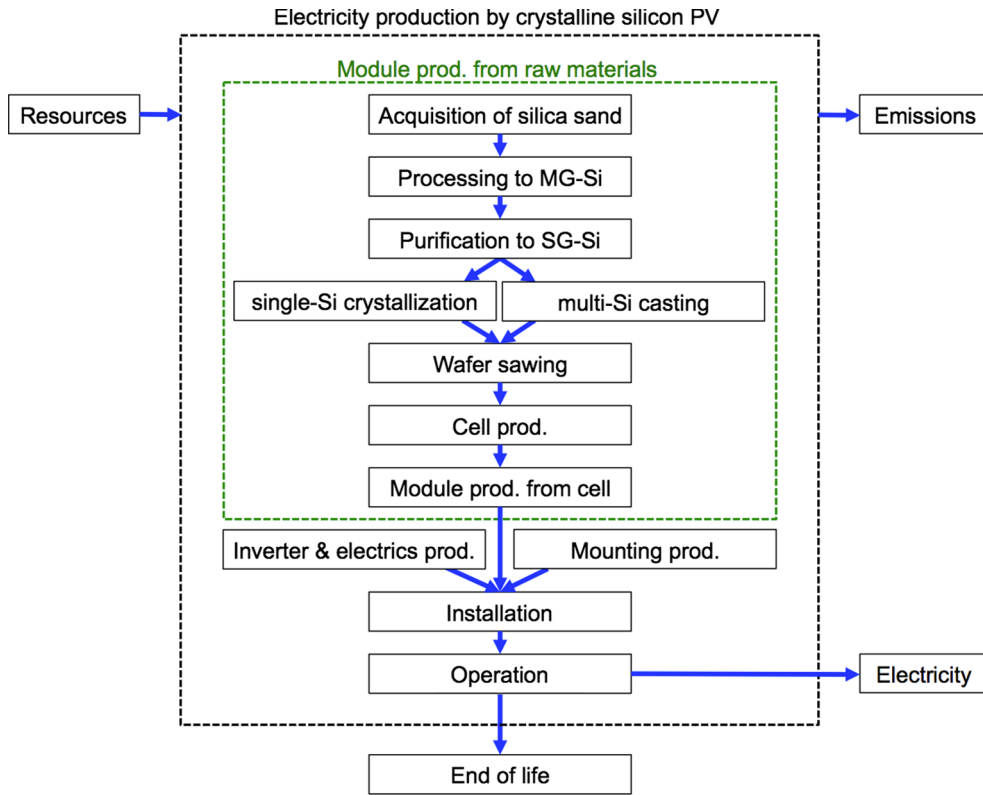 Electricity production by crystalline silicon PV
Module prod. from raw materials
Resources
Acquisition of silica sand
Emissions
Processing to MG-Si
Purification to SG-Si
single-Si crystallization
multi-Si casting
Wafer sawing
Cell prod.
Module prod. from cell
Inverter & electrics prod.
Mounting prod.
Installation
Operation
Electricity
End of life